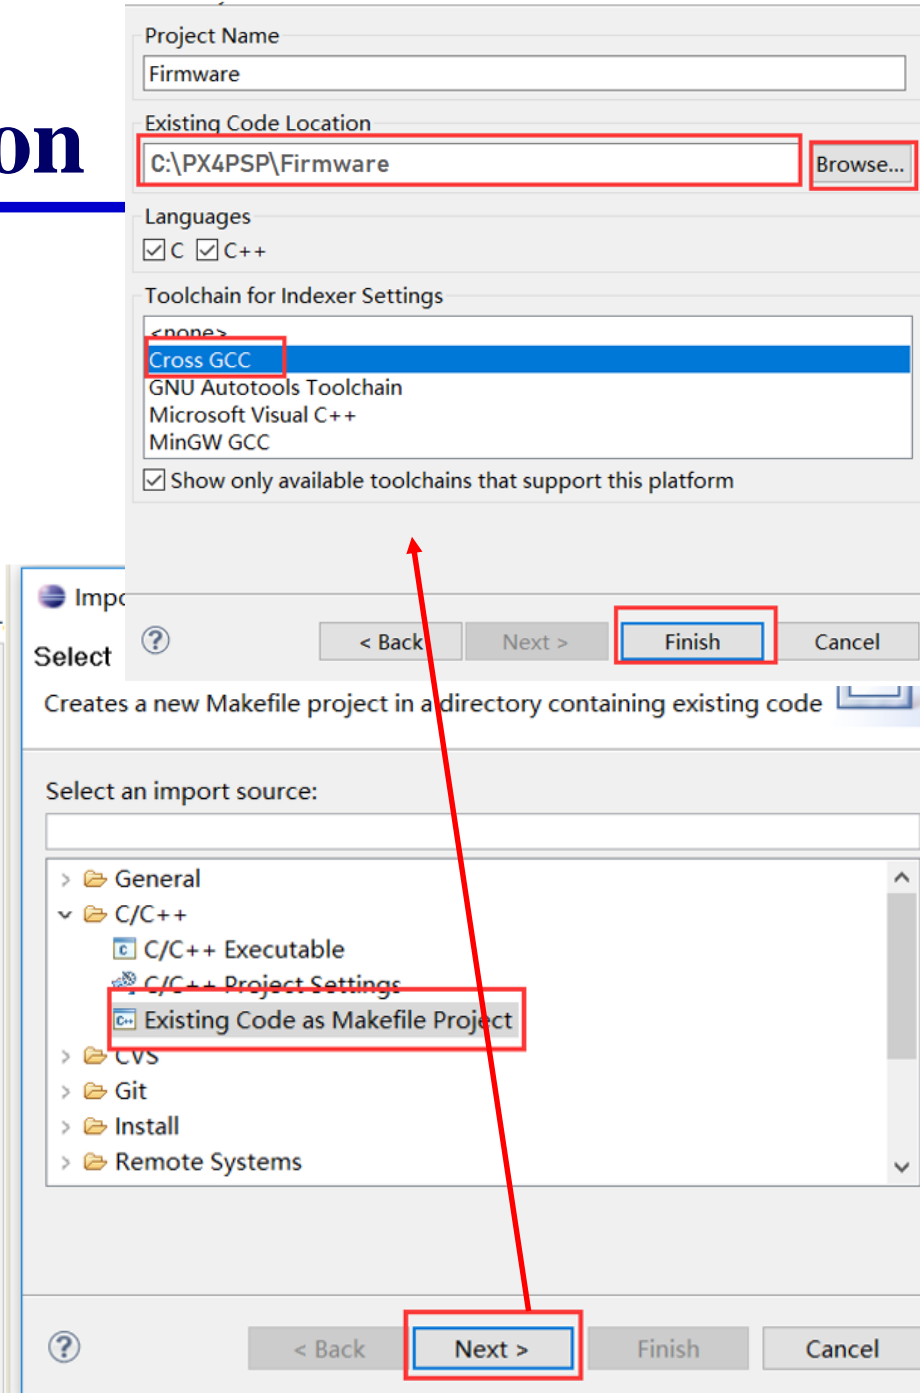 on
Project Name
Firmware
Existing Code Location
C:\PX4PSP\Firmware
Browse...
Languages
C C++
Toolchain for Indexer Settings
<none>
Cross GCC
GNU Autotools Toolchain
Microsoft Visual C++
MinGW GCC
Show only available toolchains that support this platform
< Back Next > Finish Cancel
Impo
Select
Creates a new Makefile project in a directory containing existing code
Select an import source:
General
C/C++
C/C++ Executable
C/C++ Project Settings
Existing Code as Makefile Project
CVS
Git
Install
Remote Systems
< Back Next > Finish Cancel